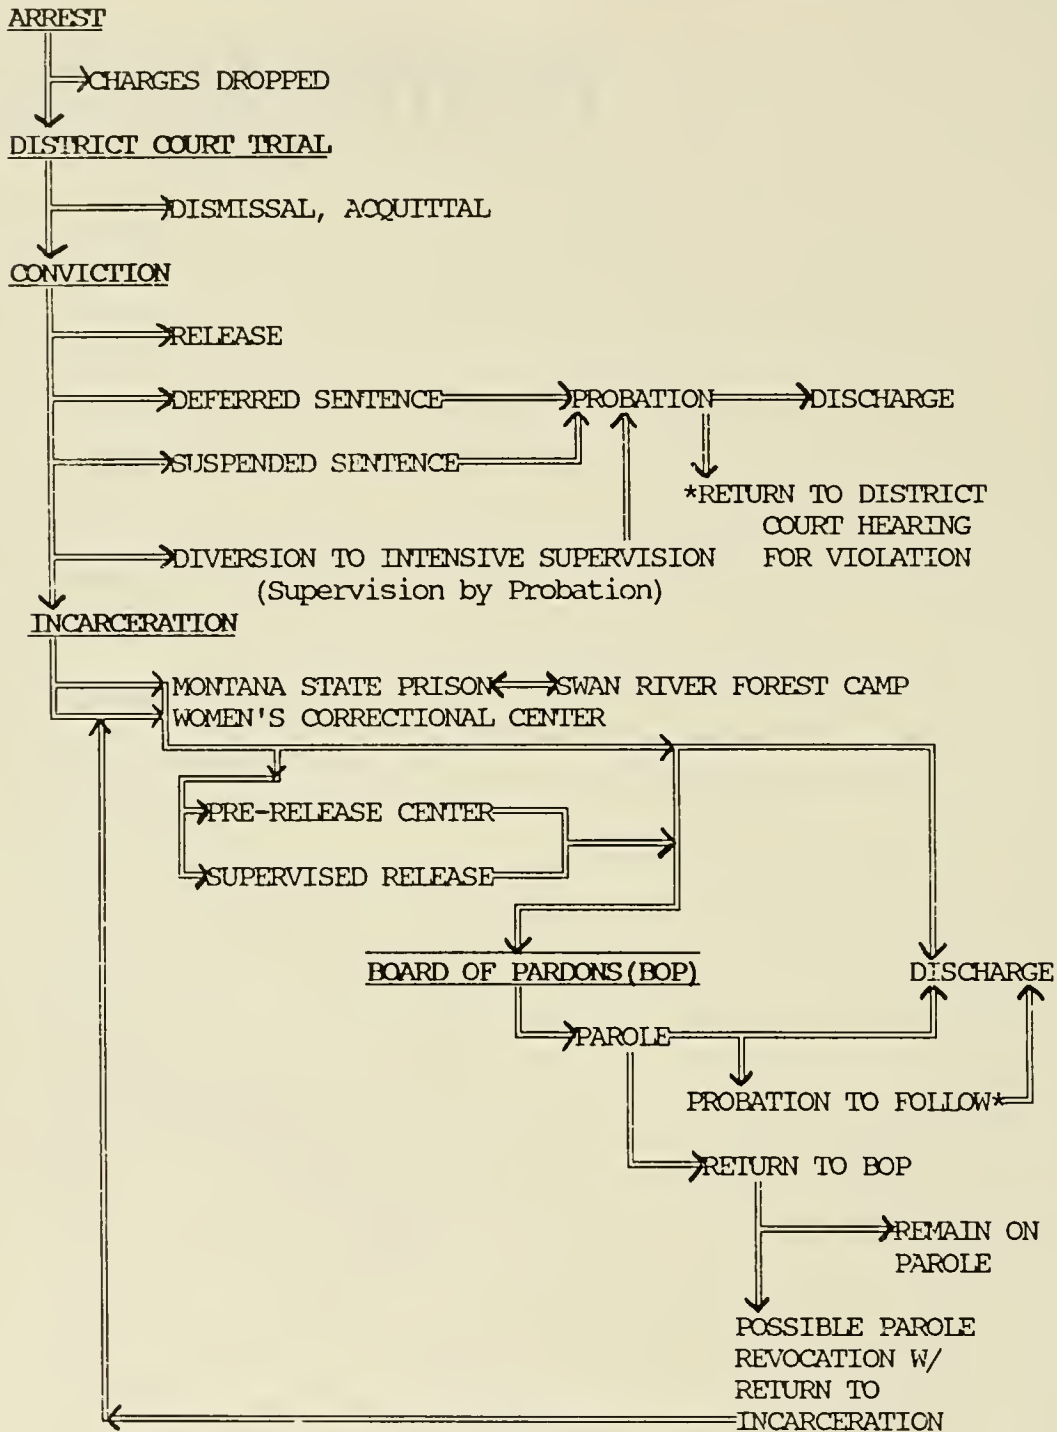 ARREST
CHARGES DROPPED
DISTRICT COURT TRIAL
DISMISSAL, ACQUITTAL
CONVICTION
RELEASE
DEFERRED SENTENCE PROBATION DISCHARGE
SUSPENDED SENTENCE
*RETURN TO DISTRICT
COURT HEARING
FOR VIOLATION
DIVERSION TO INTENSIVE SUPERVISION
(Supervision by Probation)
INCARCERATION
MONTANA STATE PRISON SWAN RIVER FOREST CAMP
WOMEN'S CORRECTIONAL CENTER
PRE-RELEASE CENTER
SUPERVISED RELEASE
BOARD OF PARDONS(BOP) DISCHARGE
PAROLE
PROBATION TO FOLLOW*
RETURN TO BOP
REMAIN ON
PAROLE
POSSIBLE PAROLE
REVOCATION W/
RETURN TO
INCARCERATION